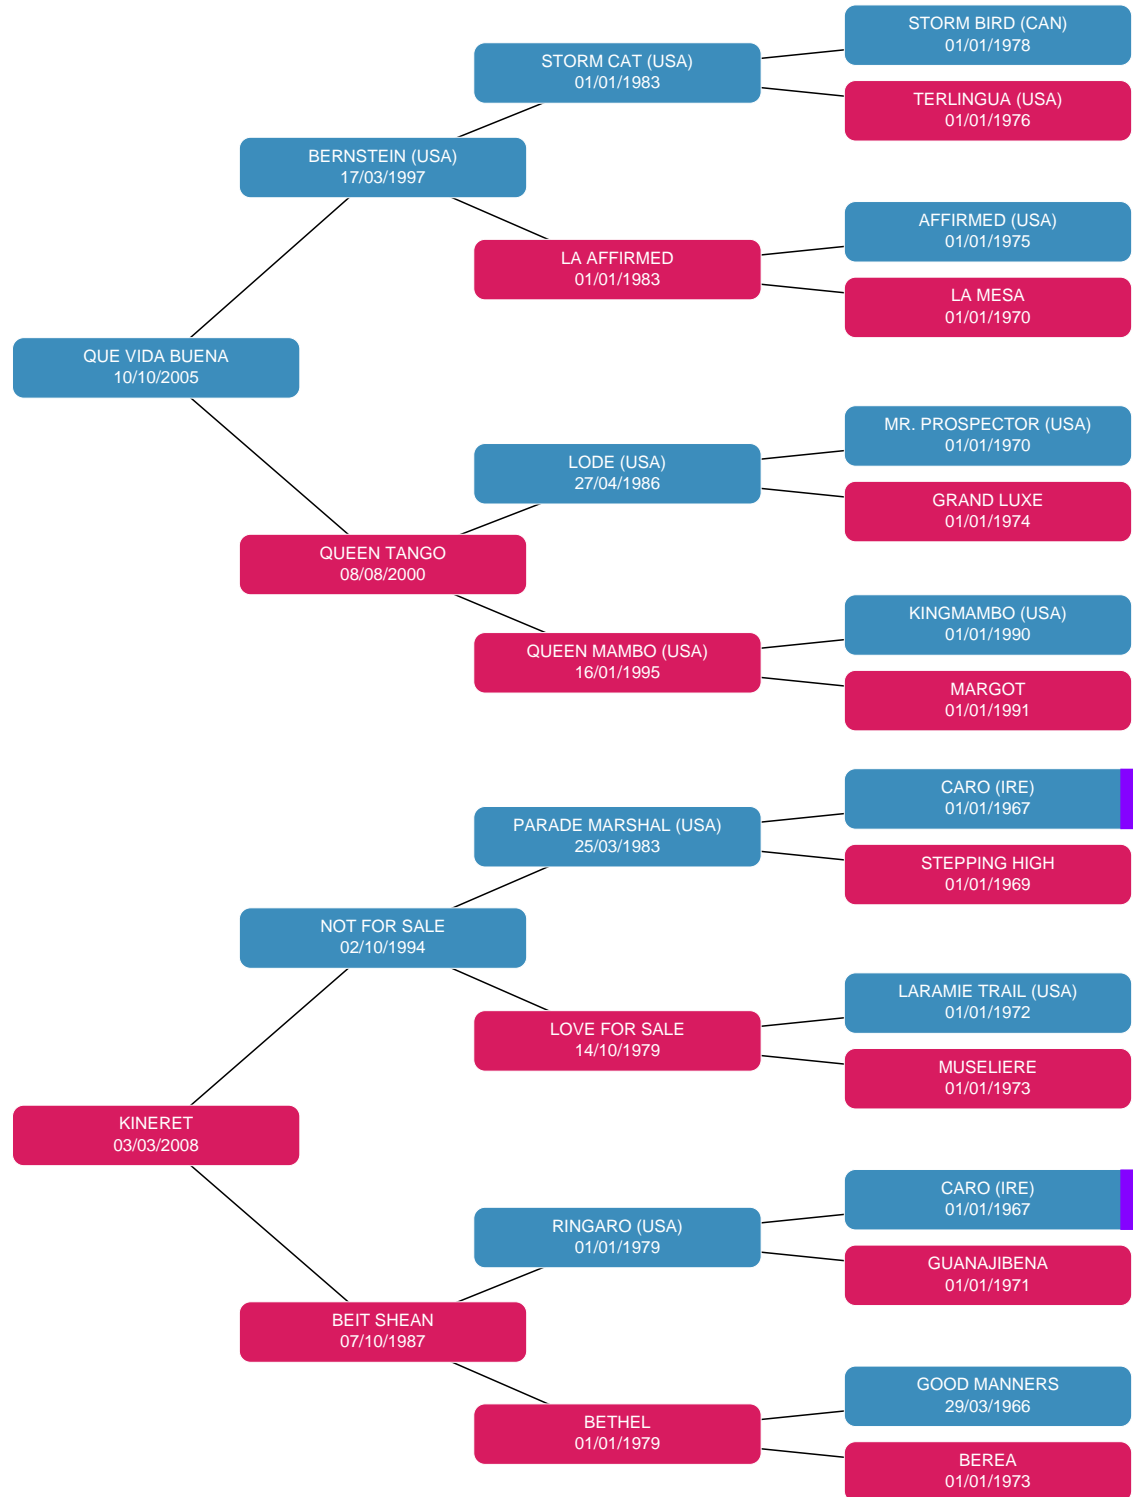 STORM BIRD (CAN)
01/01/1978
STORM CAT (USA)
01/01/1983
TERLINGUA (USA)
01/01/1976
BERNSTEIN (USA)
17/03/1997
AFFIRMED (USA)
01/01/1975
LA AFFIRMED
01/01/1983
LA MESA
01/01/1970
QUE VIDA BUENA
10/10/2005
MR. PROSPECTOR (USA)
01/01/1970
LODE (USA)
27/04/1986
GRAND LUXE
01/01/1974
QUEEN TANGO
08/08/2000
KINGMAMBO (USA)
01/01/1990
QUEEN MAMBO (USA)
16/01/1995
MARGOT
01/01/1991
CARO (IRE)
01/01/1967
PARADE MARSHAL (USA)
25/03/1983
STEPPING HIGH
01/01/1969
NOT FOR SALE
02/10/1994
LARAMIE TRAIL (USA)
01/01/1972
LOVE FOR SALE
14/10/1979
MUSELIERE
01/01/1973
KINERET
03/03/2008
CARO (IRE)
01/01/1967
RINGARO (USA)
01/01/1979
GUANAJIBENA
01/01/1971
BEIT SHEAN
07/10/1987
GOOD MANNERS
29/03/1966
BETHEL
01/01/1979
BEREA
01/01/1973